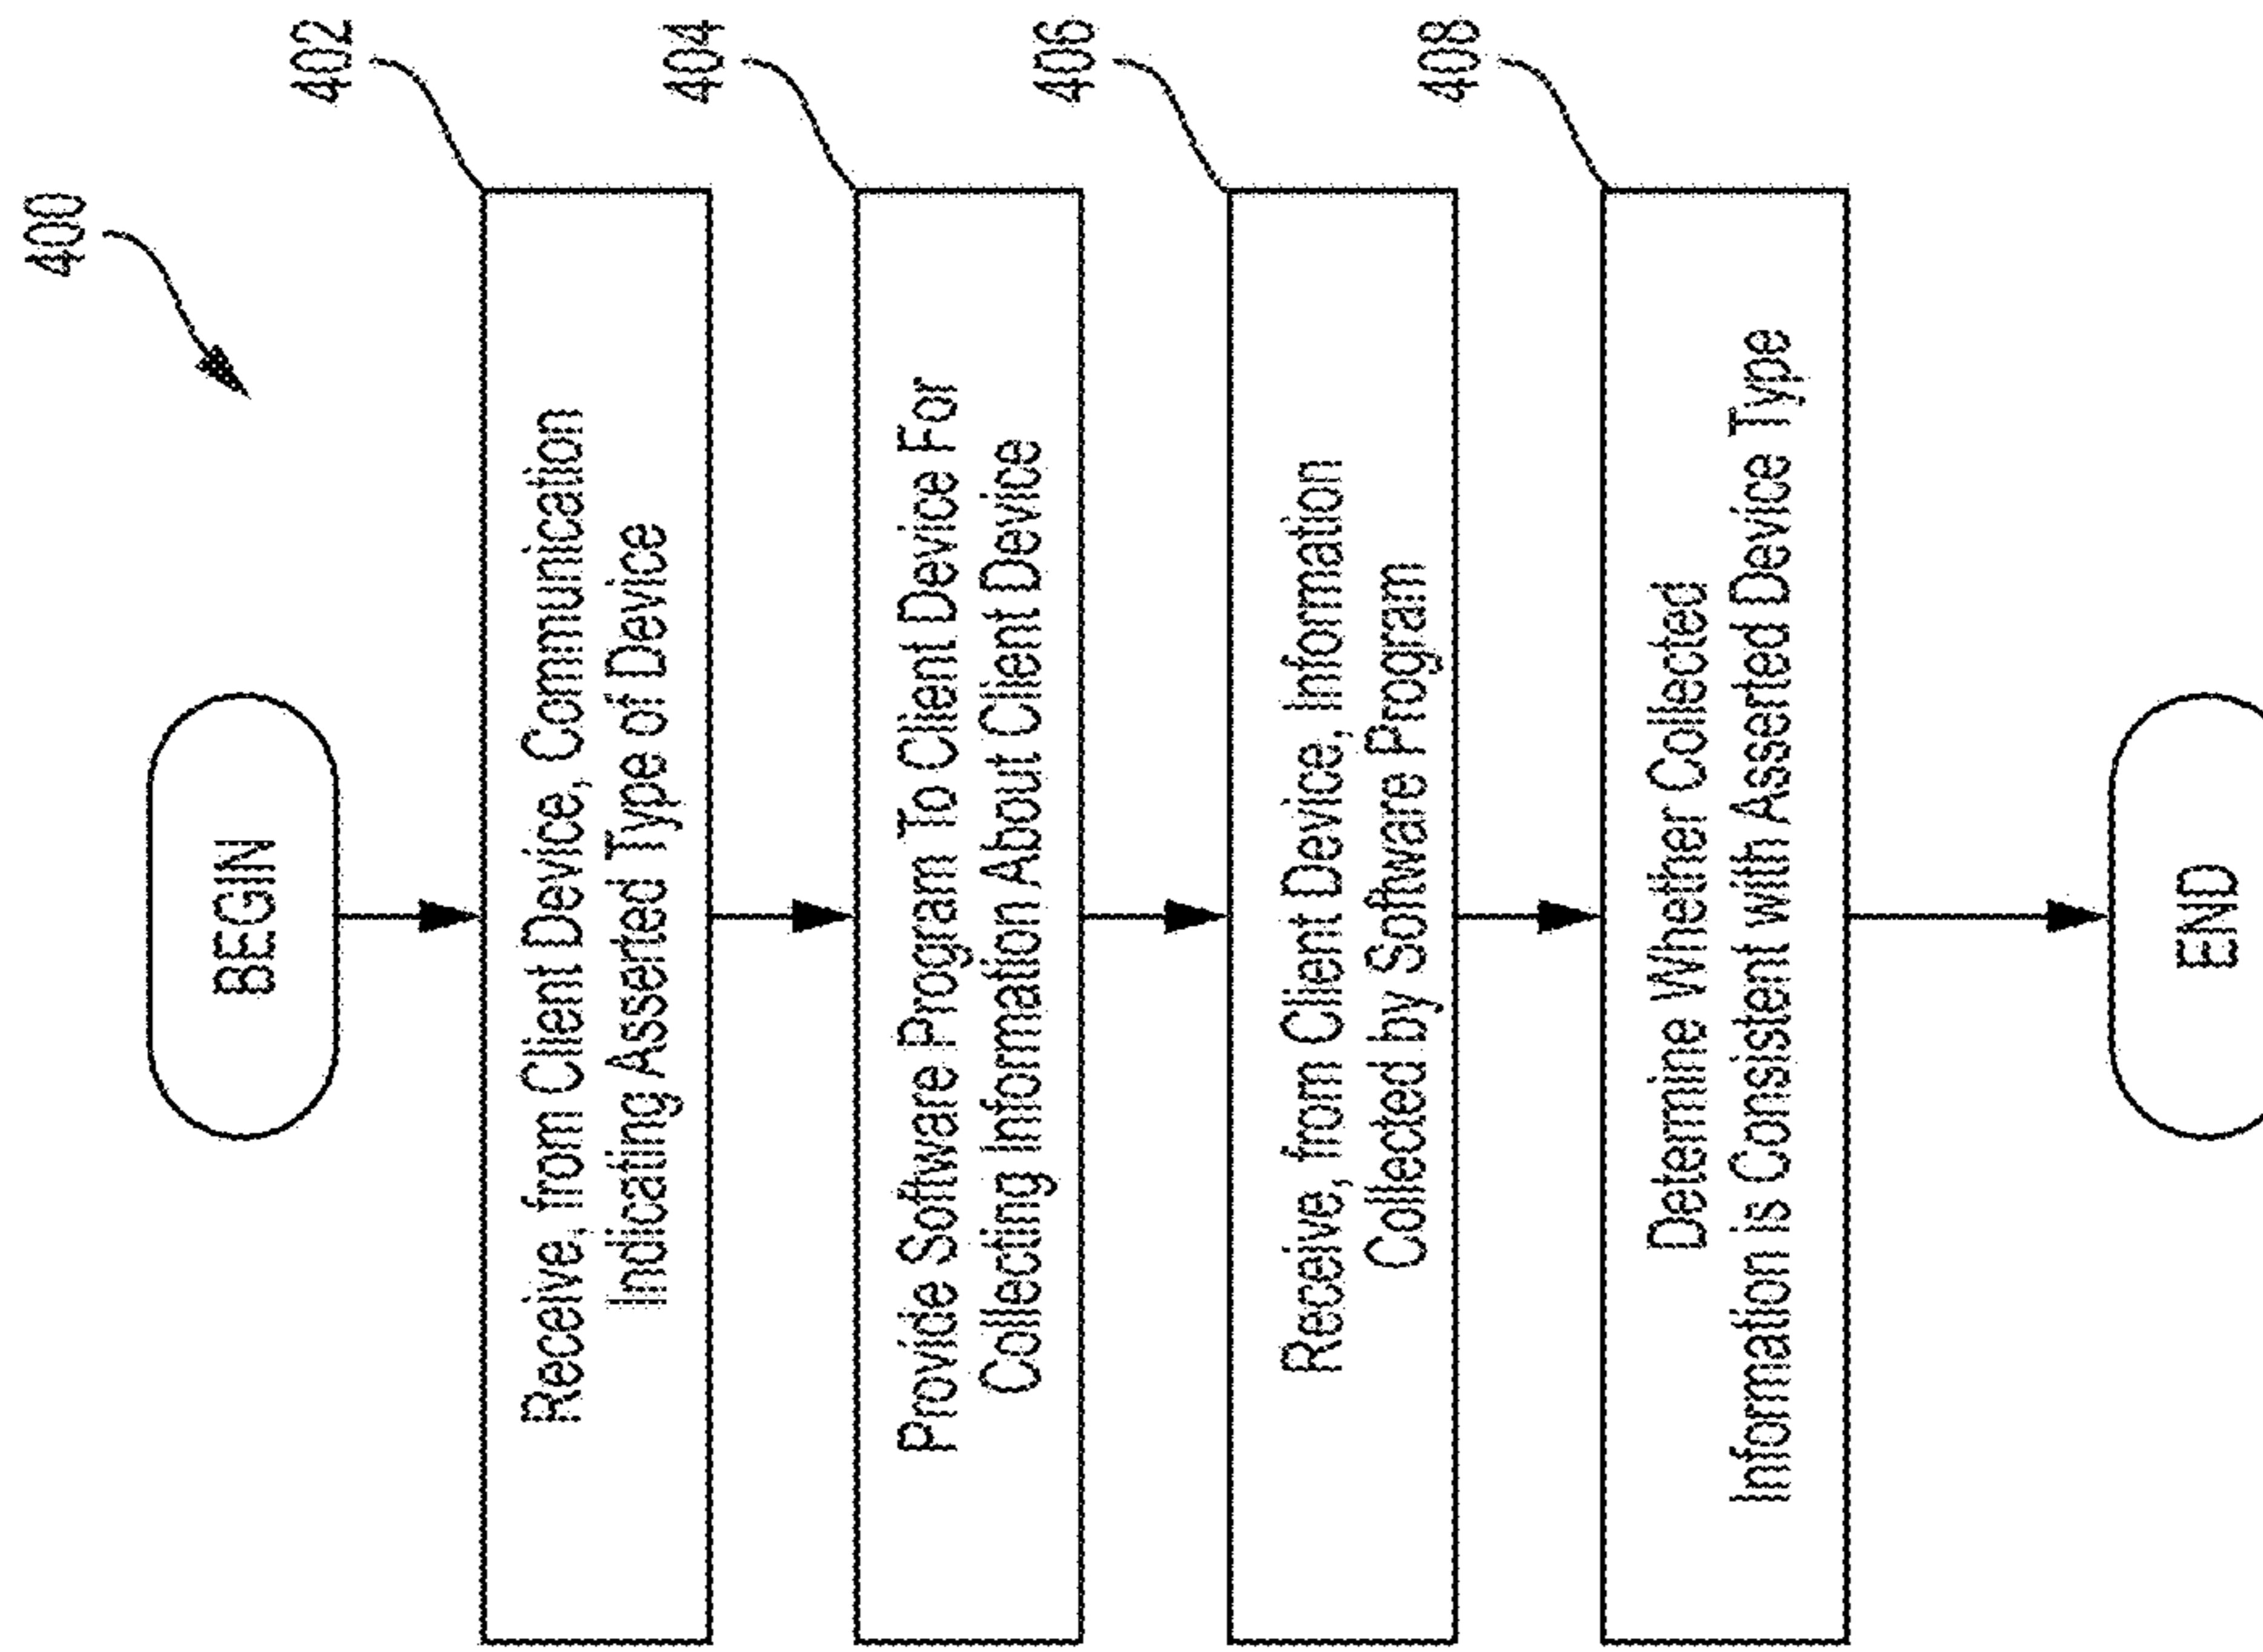 400
BEGIN
402
Receive, from Client Device, Communication
Indicating Asserted Type of Device
404
Provide Software Program To Client Device For
Collecting Information About Client Device
406
Receive, from Client Device, Information
Collected by Software Program
408
Determine Whether Collected
Information is Consistent with Asserted Device Type
END